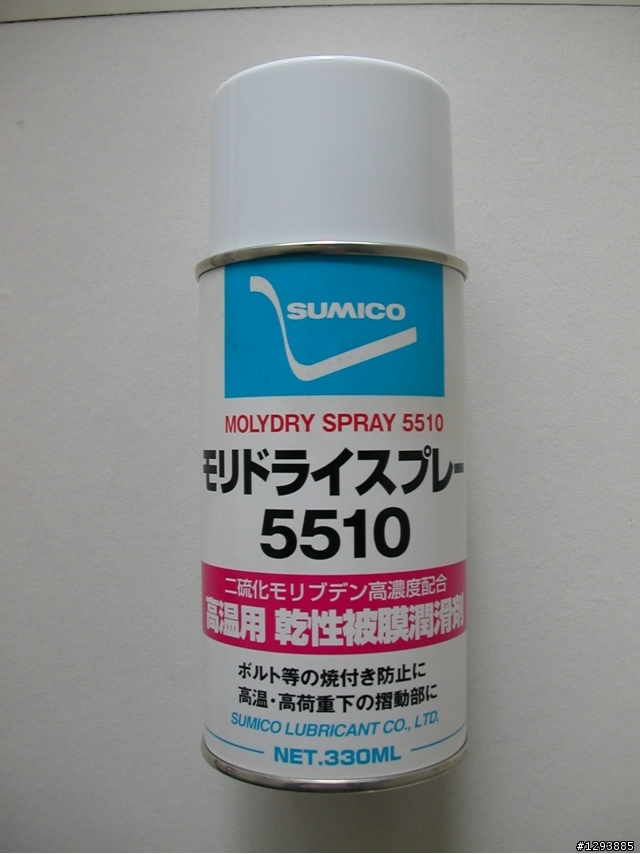 SUMICO
MOLYDRY SPRAY 5510
モリドライスプレー
5510
二硫化モリブデン高濃度配合
高温用 乾性被膜潤滑剤
ボルト等の焼付き防止に
高温・高荷重下の摺動部に
SUMICO LUBRICANT CO., LTD.
NET.330ML
#1293885